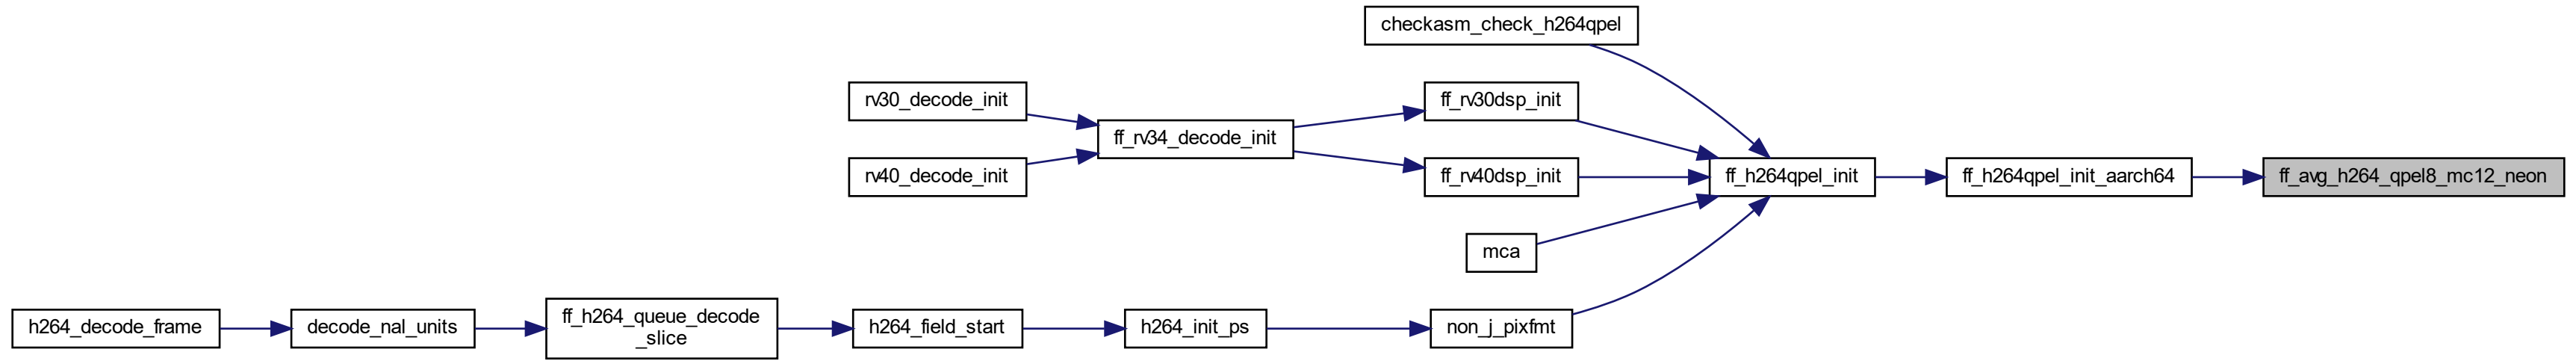 checkasm_check_h264qpel
rv30_decode_init
ff_rv30dsp_init
ff_rv34_decode_init
rv40_decode_init
ff_rv40dsp_init
ff_h264qpel_init
ff_h264qpel_init_aarch64
ff_avg_h264_qpel8_mc12_neon
mca
h264_decode_frame
decode_nal_units
ff_h264_queue_decode
_slice
h264_field_start
h264_init_ps
non_j_pixfmt